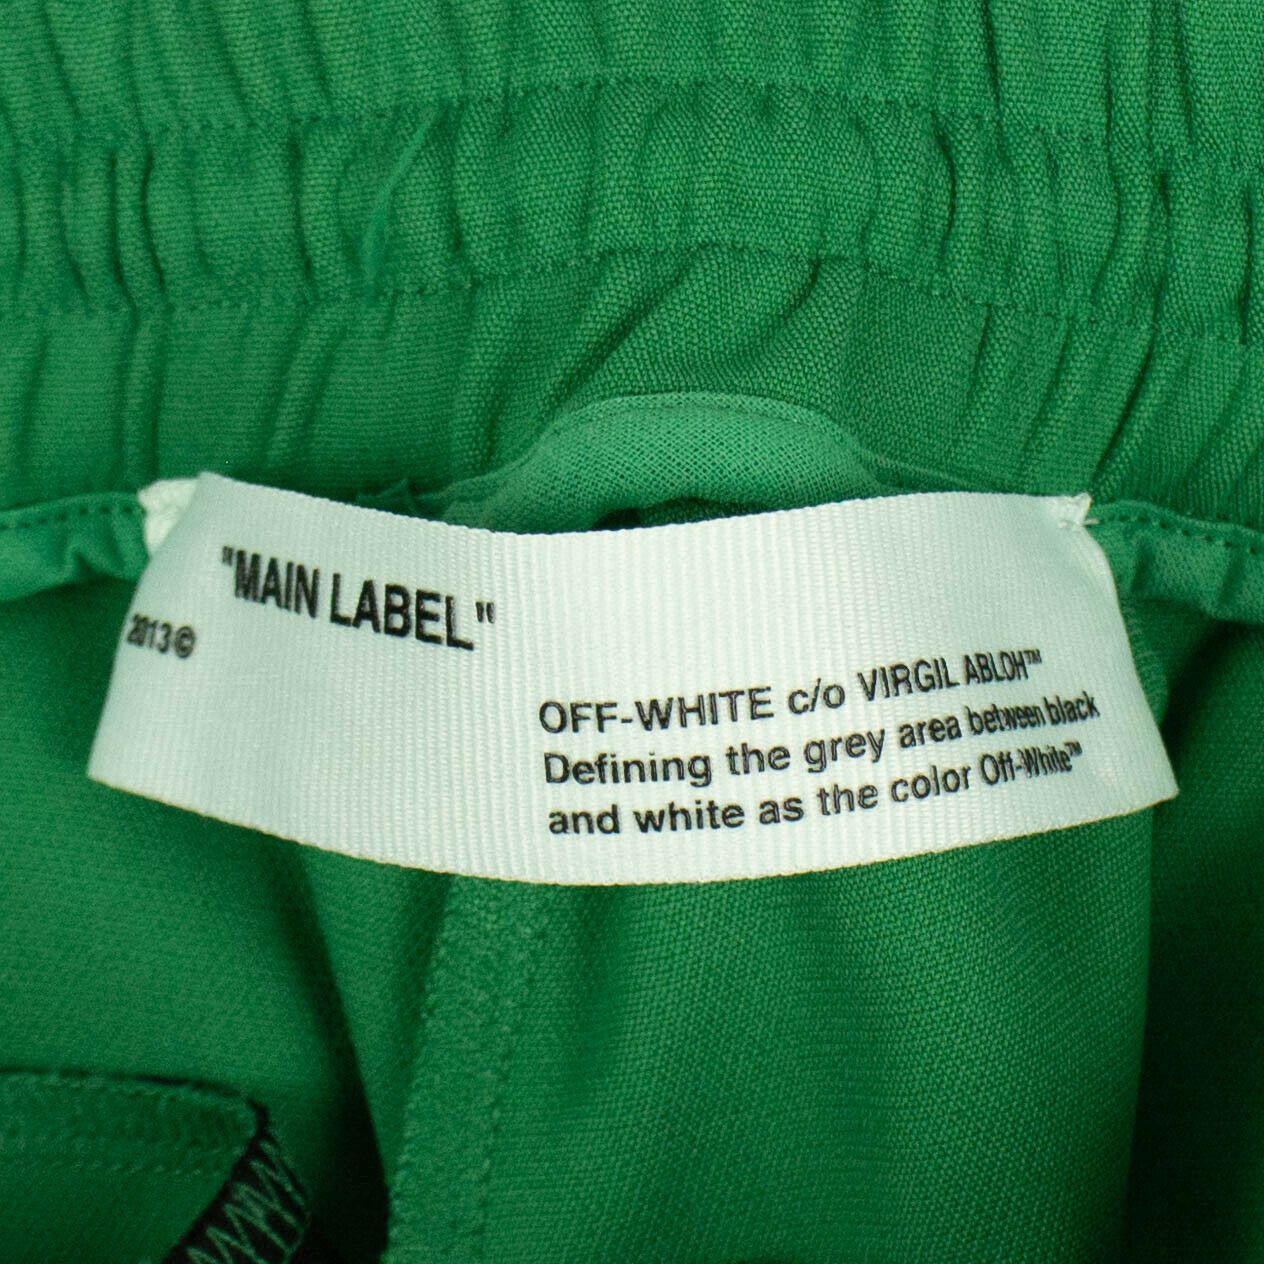 "MAIN LABEL"
2013©
OFF-WHITE c/o VIRGIL ABLOH™
Defining the grey area between black
and white as the color Off-White™